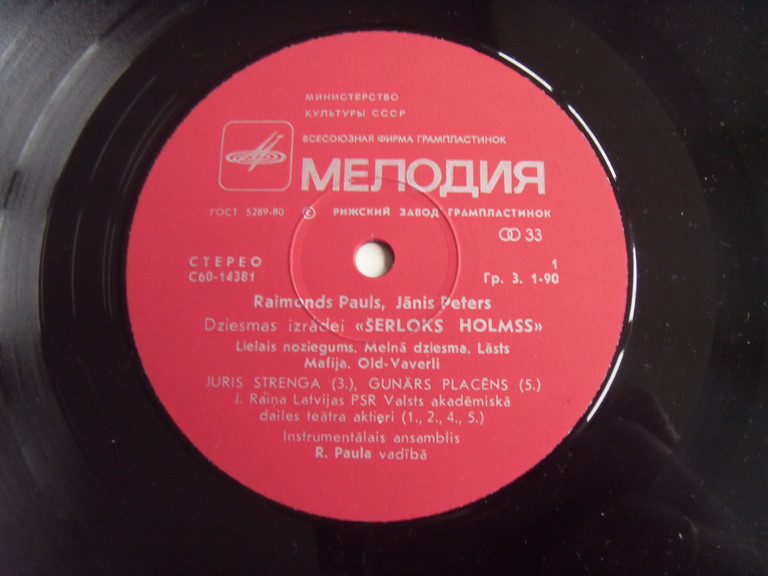 МИНИСТЕРСТВО
КУЛЬТУРЫ СССР
ВСЕСОЮЗНАЯ ФИРМА ГРАМПЛАСТИНОК
МЕЛОДИЯ
ГОСТ 5289-80 © РИЖСКИЙ ЗАВОД ГРАМПЛАСТИНОК
33
СТЕРЕО 1
С60-14381 Гр. 3. 1-90
Raimonds Pauls, Jānis Peters
Dziesmas izrādei «ŠERLOKS HOLMSS»
Lielais noziegums. Melnā dziesma. Lāsts
Mafija. Old-Vaverli
JURIS STRENGA (3.), GUNĀRS PLACĒNS (5.)
J. Raiņa Latvijas PSR Valsts akadēmiskā
dailes teātra aktieri (1., 2., 4., 5.)
Instrumentālais ansamblis
R. Paula vadībā